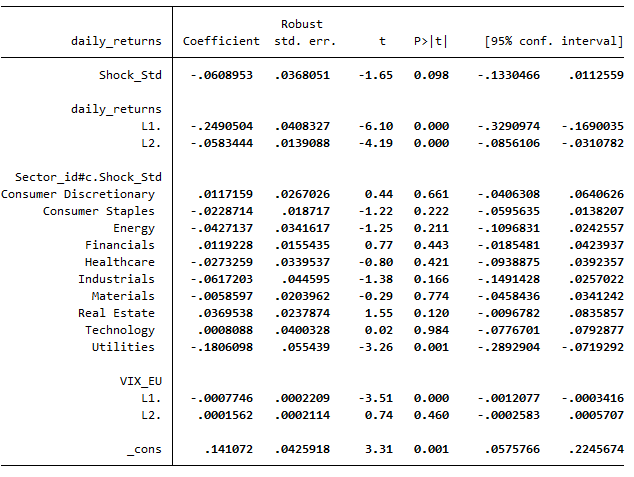 Robust
daily_returns Coefficient std. err. t P>|t| [95% conf. interval]
Shock_Std -.0608953 .0368051 -1.65 0.098 -.1330466 .0112559
daily_returns
L1. -.2490504 .0408327 -6.10 0.000 -.3290974 -.1690035
L2. -.0583444 .0139088 -4.19 0.000 -.0856106 -.0310782
Sector_id#c.Shock_Std
Consumer Discretionary .0117159 .0267026 0.44 0.661 -.0406308 .0640626
Consumer Staples -.0228714 .018717 -1.22 0.222 -.0595635 .0138207
Energy -.0427137 .0341617 -1.25 0.211 -.1096831 .0242557
Financials .0119228 .0155435 0.77 0.443 -.0185481 .0423937
Healthcare -.0273259 .0339537 -0.80 0.421 -.0938875 .0392357
Industrials -.0617203 .044595 -1.38 0.166 -.1491428 .0257022
Materials -.0058597 .0203962 -0.29 0.774 -.0458436 .0341242
Real Estate .0369538 .0237874 1.55 0.120 -.0096782 .0835857
Technology .0008088 .0400328 0.02 0.984 -.0776701 .0792877
Utilities -.1806098 .055439 -3.26 0.001 -.2892904 -.0719292
VIX_EU
L1. -.0007746 .0002209 -3.51 0.000 -.0012077 -.0003416
L2. .0001562 .0002114 0.74 0.460 -.0002583 .0005707
_cons .141072 .0425918 3.31 0.001 .0575766 .2245674